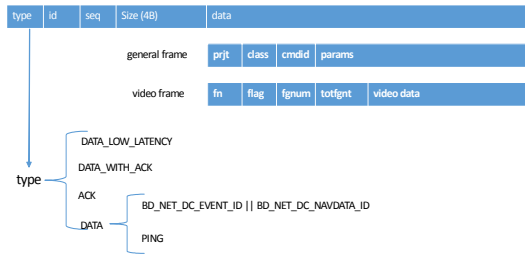 type id seq Size (4B) data
general frame prjt class cmdid params
video frame fn flag fgnum totfgnt video data
DATA_LOW_LATENCY
DATA_WITH_ACK
type
ACK
BD_NET_DC_EVENT_ID || BD_NET_DC_NAVDATA_ID
DATA
PING